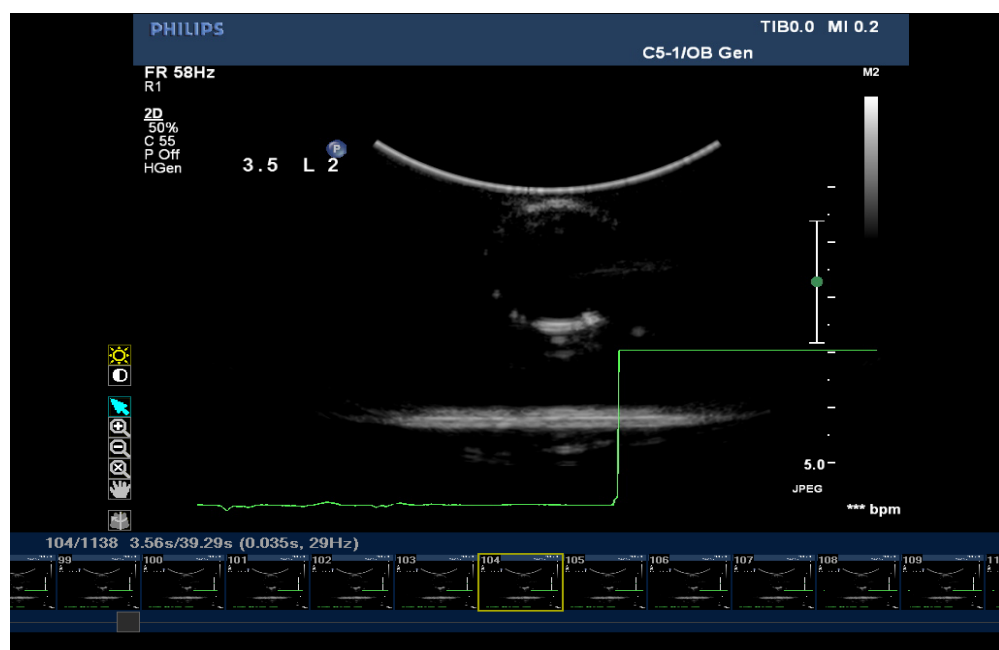 PHILIPS
TIB0.0 MI 0.2
C5-1/OB Gen
FR 58Hz
R1
M2
2D
50%
C 55
P Off
HGen
P
3.5 L 2
5.0
JPEG
*** bpm
104/1138 3.56s/39.29s (0.035s, 29Hz)
99 100 101 102 103 104 105 106 107 108 109 11